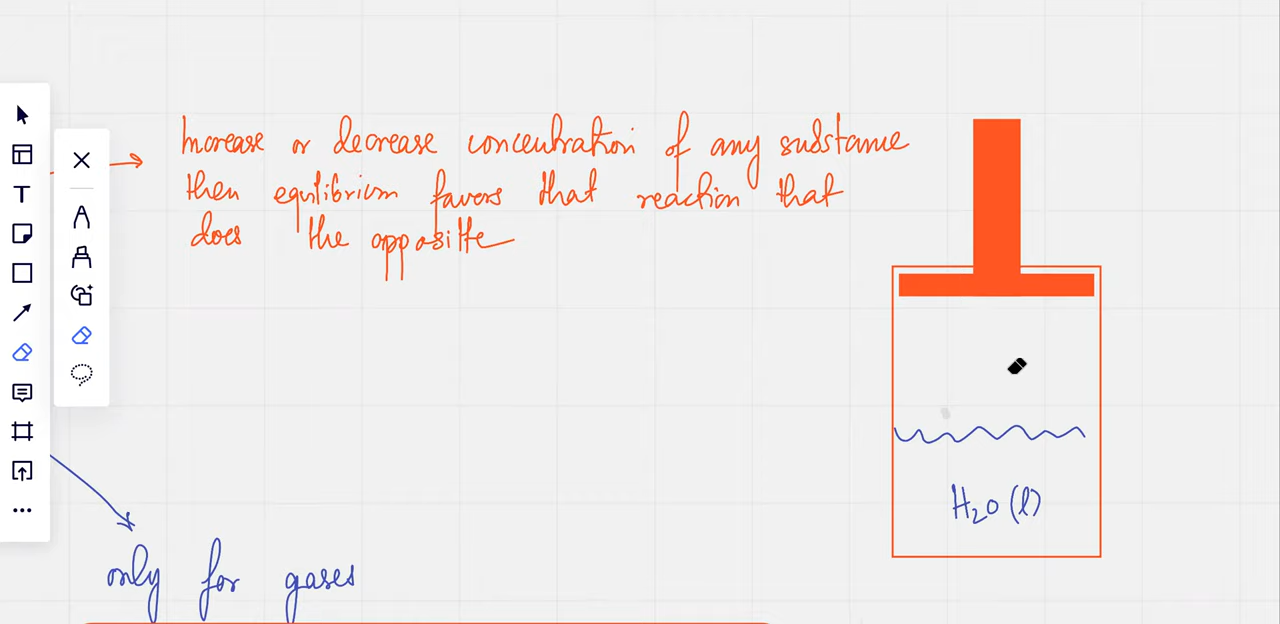 Increase or decrease concentration of any substance
then equilibrium favors that reaction that
does the oppositte
H₂O (l)
only for gases
T